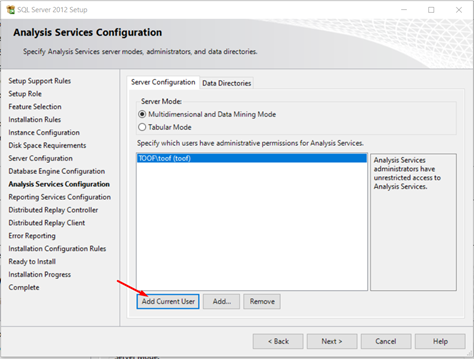 SQL Server 2012 Setup
Analysis Services Configuration
Specify Analysis Services server modes, administrators, and data directories.
Setup Support Rules
Setup Role
Feature Selection
Installation Rules
Instance Configuration
Disk Space Requirements
Server Configuration
Database Engine Configuration
Analysis Services Configuration
Reporting Services Configuration
Distributed Replay Controller
Distributed Replay Client
Error Reporting
Installation Configuration Rules
Ready to Install
Installation Progress
Complete
Server Configuration Data Directories
Server Mode:
Multidimensional and Data Mining Mode
Tabular Mode
Specify which users have administrative permissions for Analysis Services.
TOOF\toof (toof)
Analysis Services
administrators have
unrestricted access to
Analysis Services.
Add Current User Add... Remove
< Back Next > Cancel Help